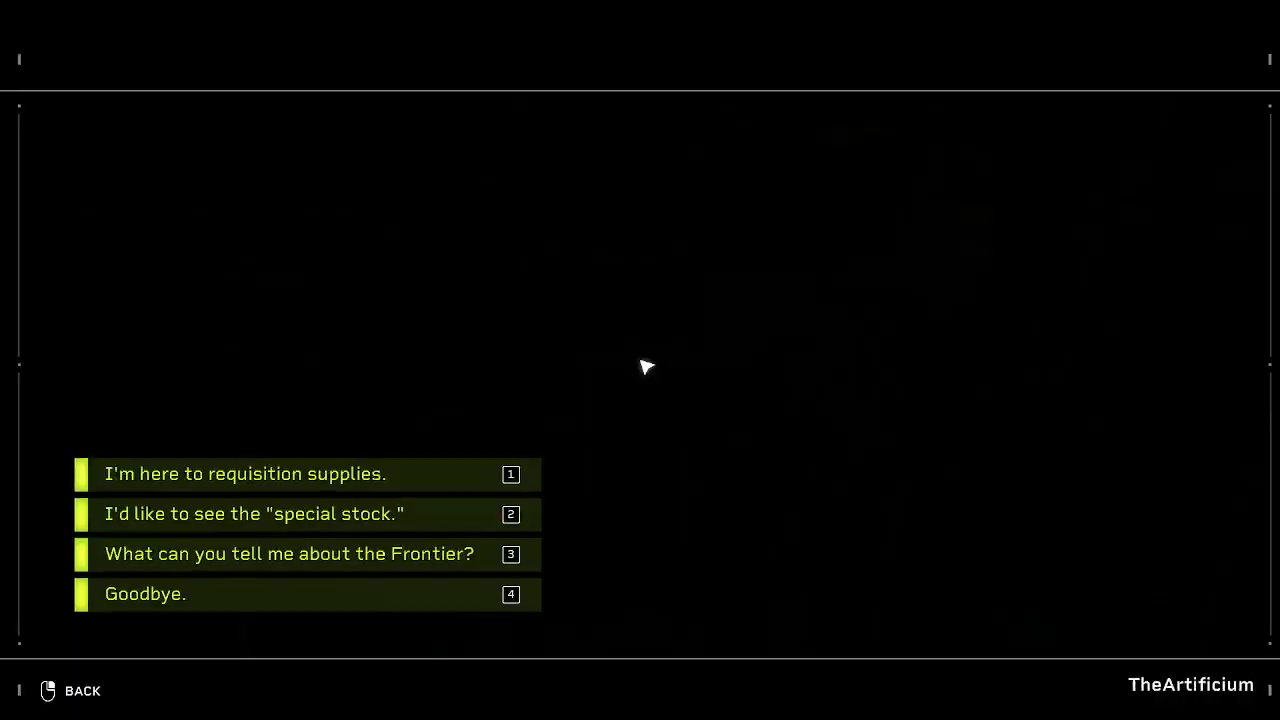 I'm here to requisition supplies. 1
I'd like to see the "special stock." 2
What can you tell me about the Frontier? 3
Goodbye. 4
BACK
TheArtificium